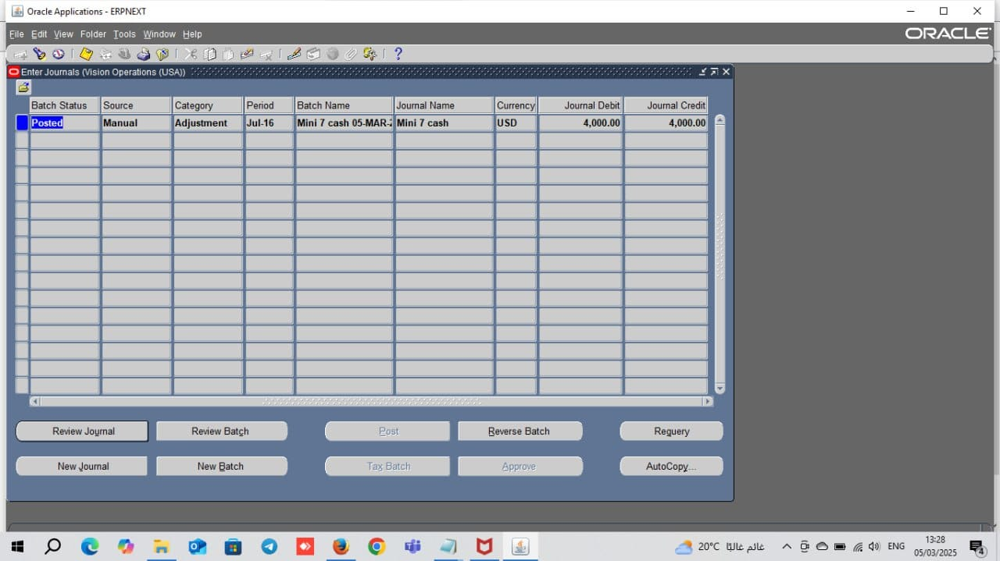 Oracle Applications - ERPNEXT
File Edit View Folder Tools Window Help
ORACLE
Enter Journals (Vision Operations (USA))
Batch Status Source Category Period Batch Name Journal Name Currency Journal Debit Journal Credit
Posted Manual Adjustment Jul-16 Mini 7 cash 05-MAR-2 Mini 7 cash USD 4,000.00 4,000.00
Review Journal Review Batch Post Reverse Batch Requery
New Journal New Batch Tax Batch Approve AutoCopy...
20°C غائم غالبًا ENG 13:28
05/03/2025 4